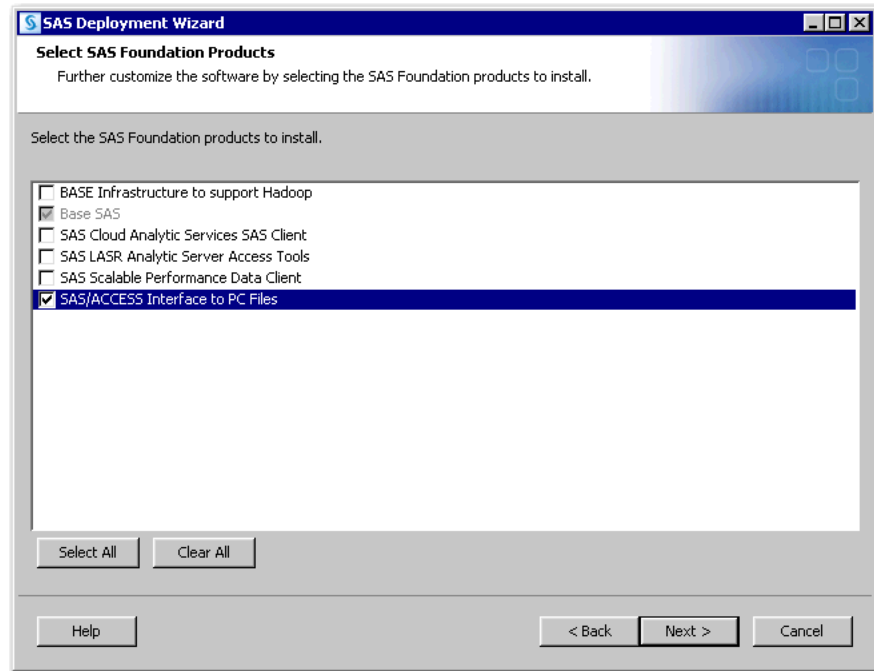 SAS Deployment Wizard
Select SAS Foundation Products
Further customize the software by selecting the SAS Foundation products to install.
Select the SAS Foundation products to install.
BASE Infrastructure to support Hadoop
Base SAS
SAS Cloud Analytic Services SAS Client
SAS LASR Analytic Server Access Tools
SAS Scalable Performance Data Client
SAS/ACCESS Interface to PC Files
Select All Clear All
Help < Back Next > Cancel